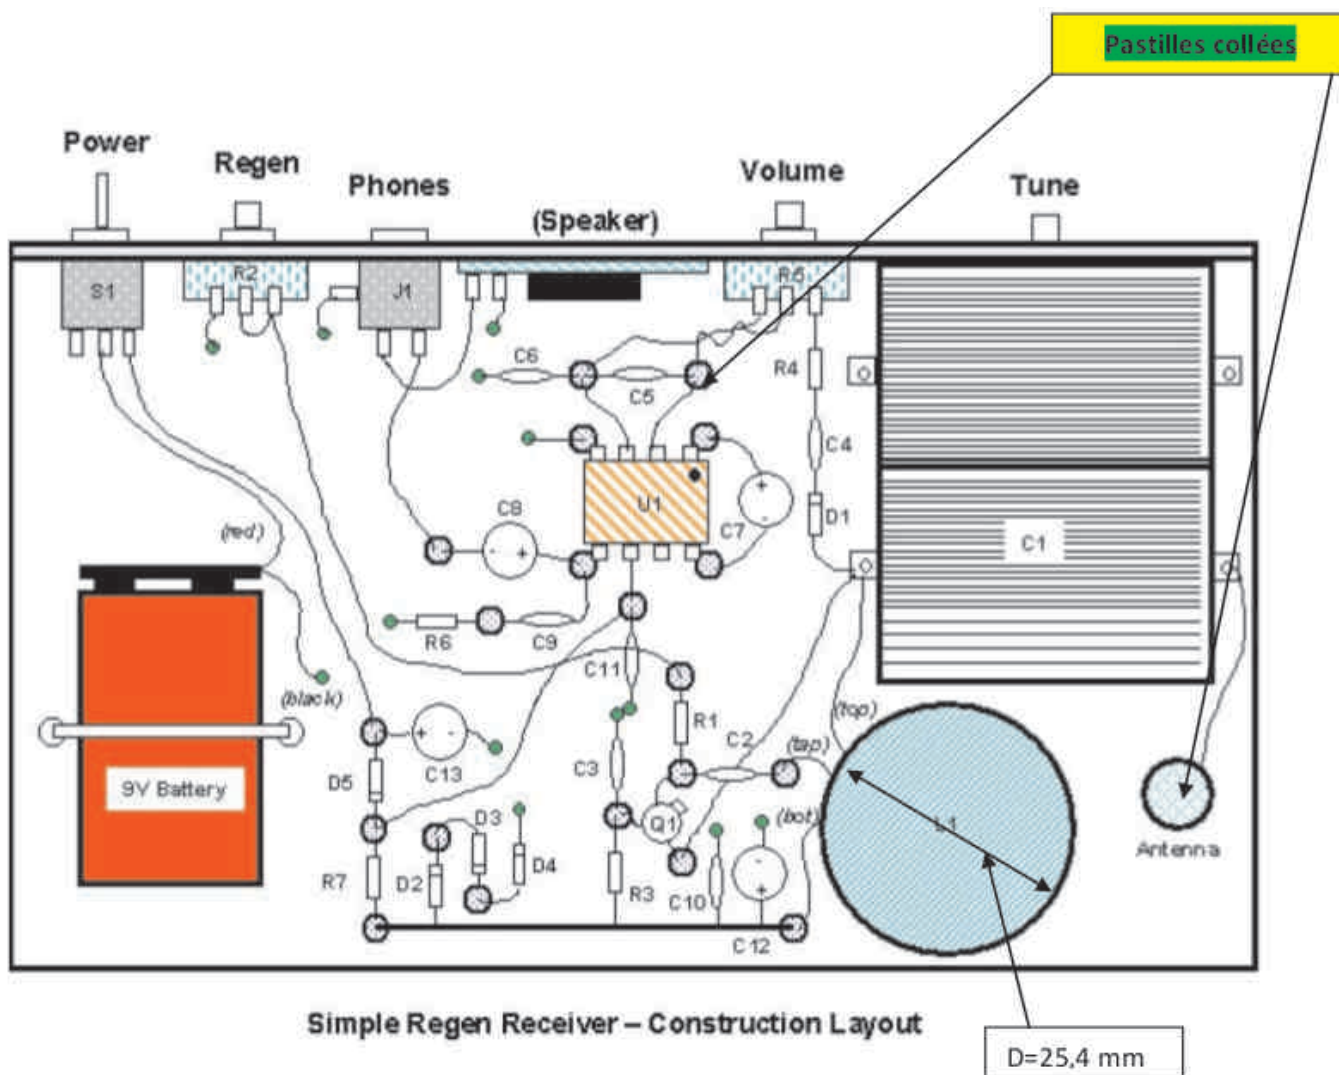 Pastilles collées
Power
Regen
Phones
(Speaker)
Volume
Tune
S1
R2
J1
R5
C6
C5
R4
C4
U1
C7
D1
C8
C1
(red)
R6
C9
C11
(black)
R1
C2
(top)
(tap)
C13
C3
D5
9V Battery
D3
Q1
(bot)
L1
Antenna
R7
D2
D4
R3
C10
C12
+
-
-
+
+
-
-
+
Simple Regen Receiver – Construction Layout
D=25,4 mm